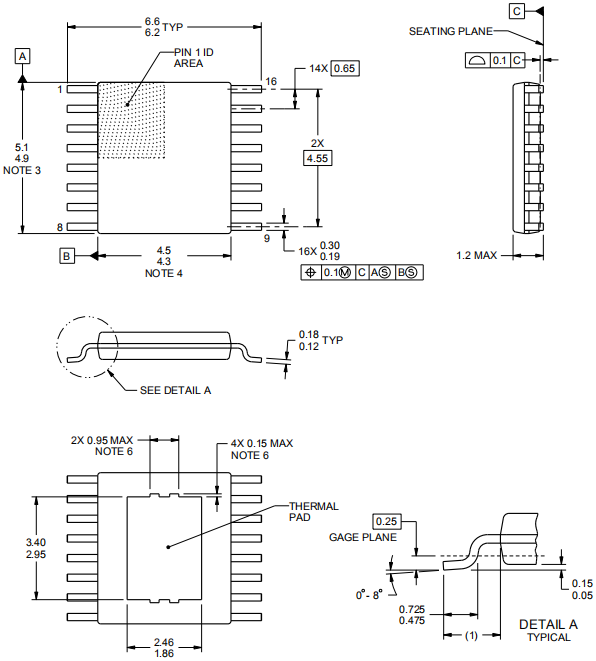 C
SEATING PLANE
6.6
6.2 TYP
A
PIN 1 ID
AREA
14X 0.65
0.1 C
1
16
5.1
4.9
NOTE 3
2X
4.55
8
9
B
4.5
4.3
NOTE 4
16X 0.30
0.19
0.1 Ⓜ C A Ⓢ B Ⓢ
1.2 MAX
0.18
0.12 TYP
SEE DETAIL A
2X 0.95 MAX
NOTE 6
4X 0.15 MAX
NOTE 6
THERMAL
PAD
3.40
2.95
2.46
1.86
0.25
GAGE PLANE
0°- 8°
0.15
0.05
0.725
0.475
(1)
DETAIL A
TYPICAL